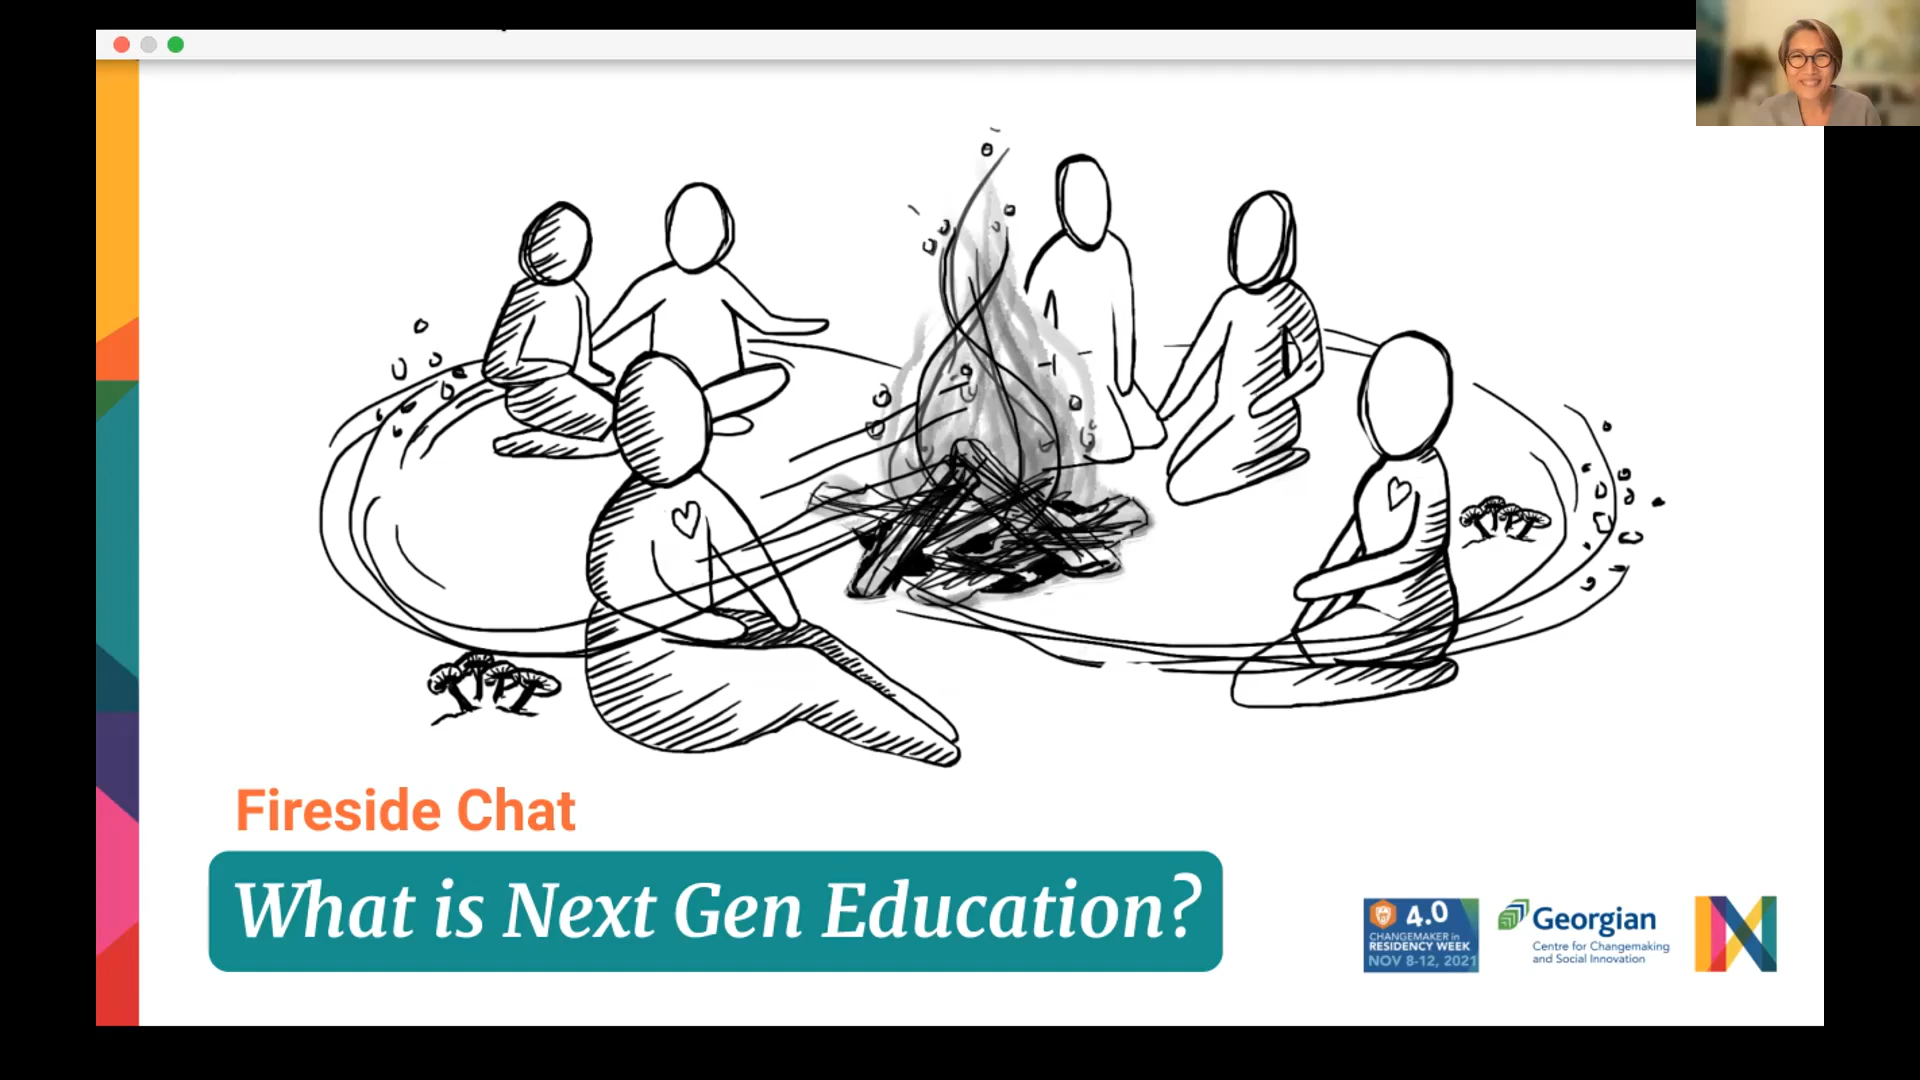 Fireside Chat
What is Next Gen Education?
4.0
CHANGEMAKER in
RESIDENCY WEEK
NOV 8-12, 2021
Georgian
Centre for Changemaking
and Social Innovation
N